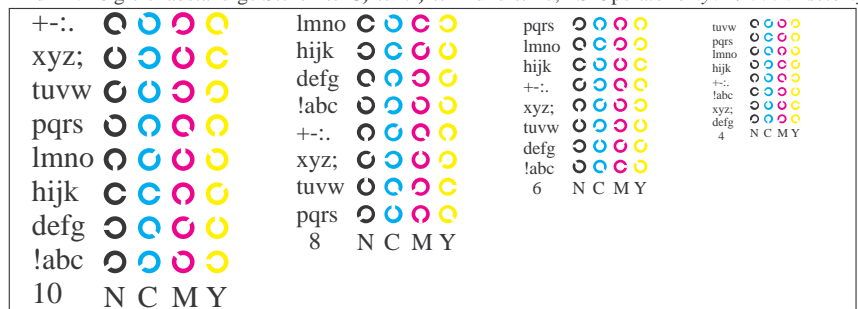 +-:.
xyz;
tuvw
pqrs
lmno
hijk
defg
!abc
10 N C M Y
lmno
hijk
defg
!abc
+-:.
xyz;
tuvw
pqrs
8 N C M Y
pqrs
lmno
hijk
+-:.
xyz;
tuvw
defg
!abc
6 N C M Y
tuvw
pqrs
lmno
hijk
+-:.
!abc
xyz;
defg
4 N C M Y